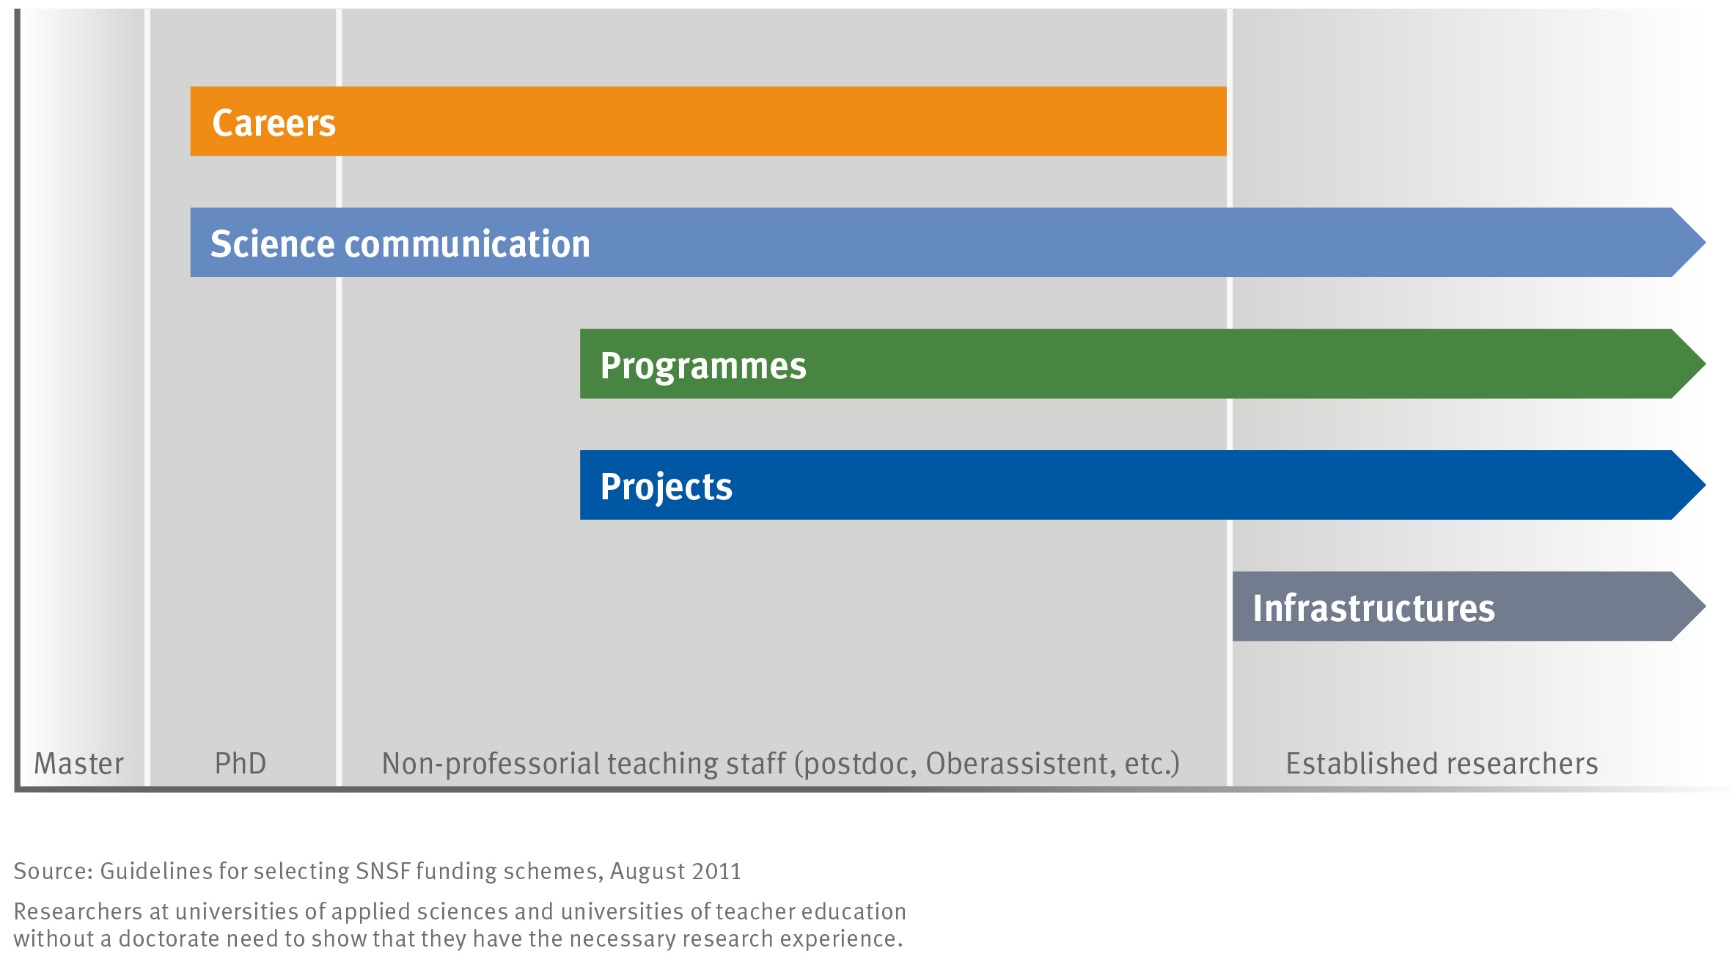 Careers
Science communication
Programmes
Projects
Infrastructures
Master
PhD
Non-professorial teaching staff (postdoc, Oberassistent, etc.)
Established researchers
Source: Guidelines for selecting SNSF funding schemes, August 2011
Researchers at universities of applied sciences and universities of teacher education
without a doctorate need to show that they have the necessary research experience.